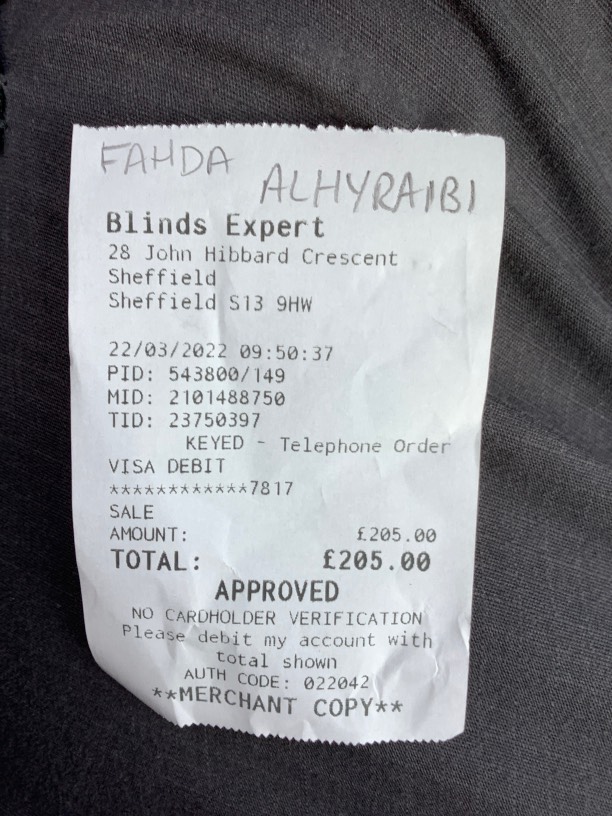 FAHDA
ALHYRAIBI
Blinds Expert
28 John Hibbard Crescent
Sheffield
Sheffield S13 9HW
22/03/2022 09:50:37
PID: 543800/149
MID: 2101488750
TID: 23750397
KEYED - Telephone Order
VISA DEBIT
************7817
SALE
AMOUNT: £205.00
TOTAL: £205.00
APPROVED
NO CARDHOLDER VERIFICATION
Please debit my account with
total shown
AUTH CODE: 022042
**MERCHANT COPY**